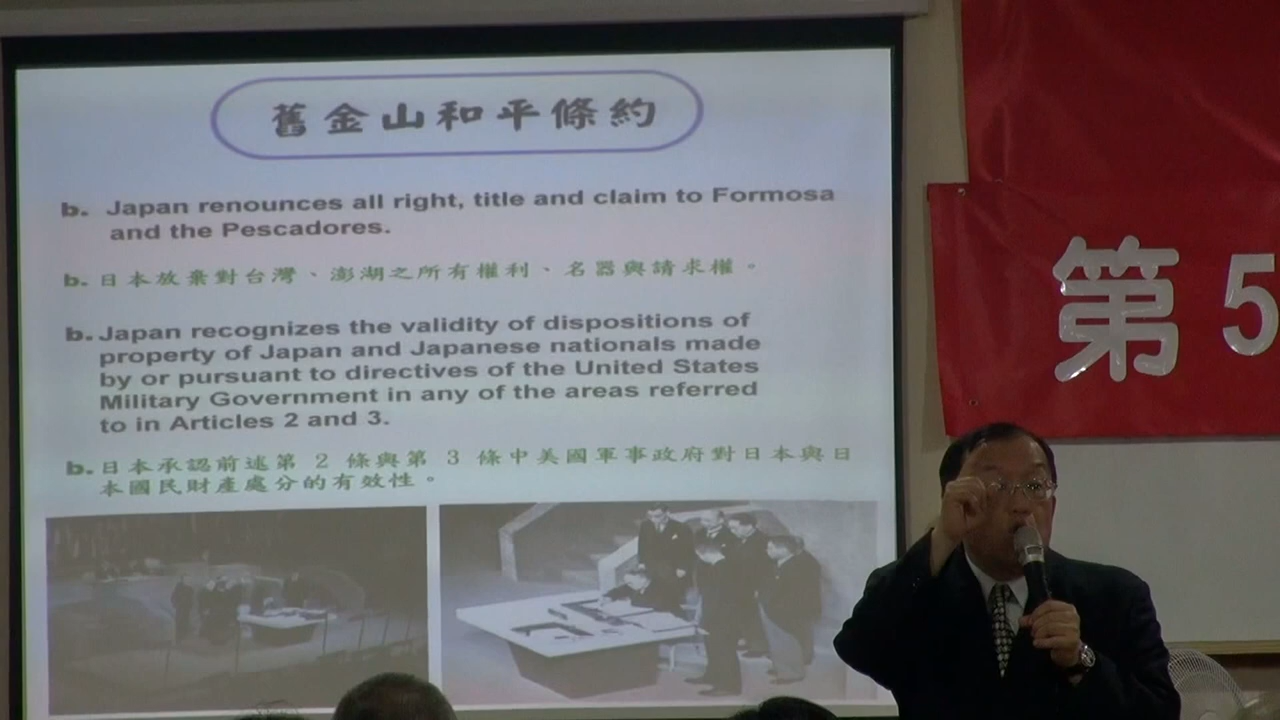 舊金山和平條約
b. Japan renounces all right, title and claim to Formosa
and the Pescadores.
b. 日本放棄對台灣、澎湖之所有權利、名器與請求權。
b. Japan recognizes the validity of dispositions of
property of Japan and Japanese nationals made
by or pursuant to directives of the United States
Military Government in any of the areas referred
to in Articles 2 and 3.
b. 日本承認前述第 2 條與第 3 條中美國軍事政府對日本與日
本國民財產處分的有效性。
第 5